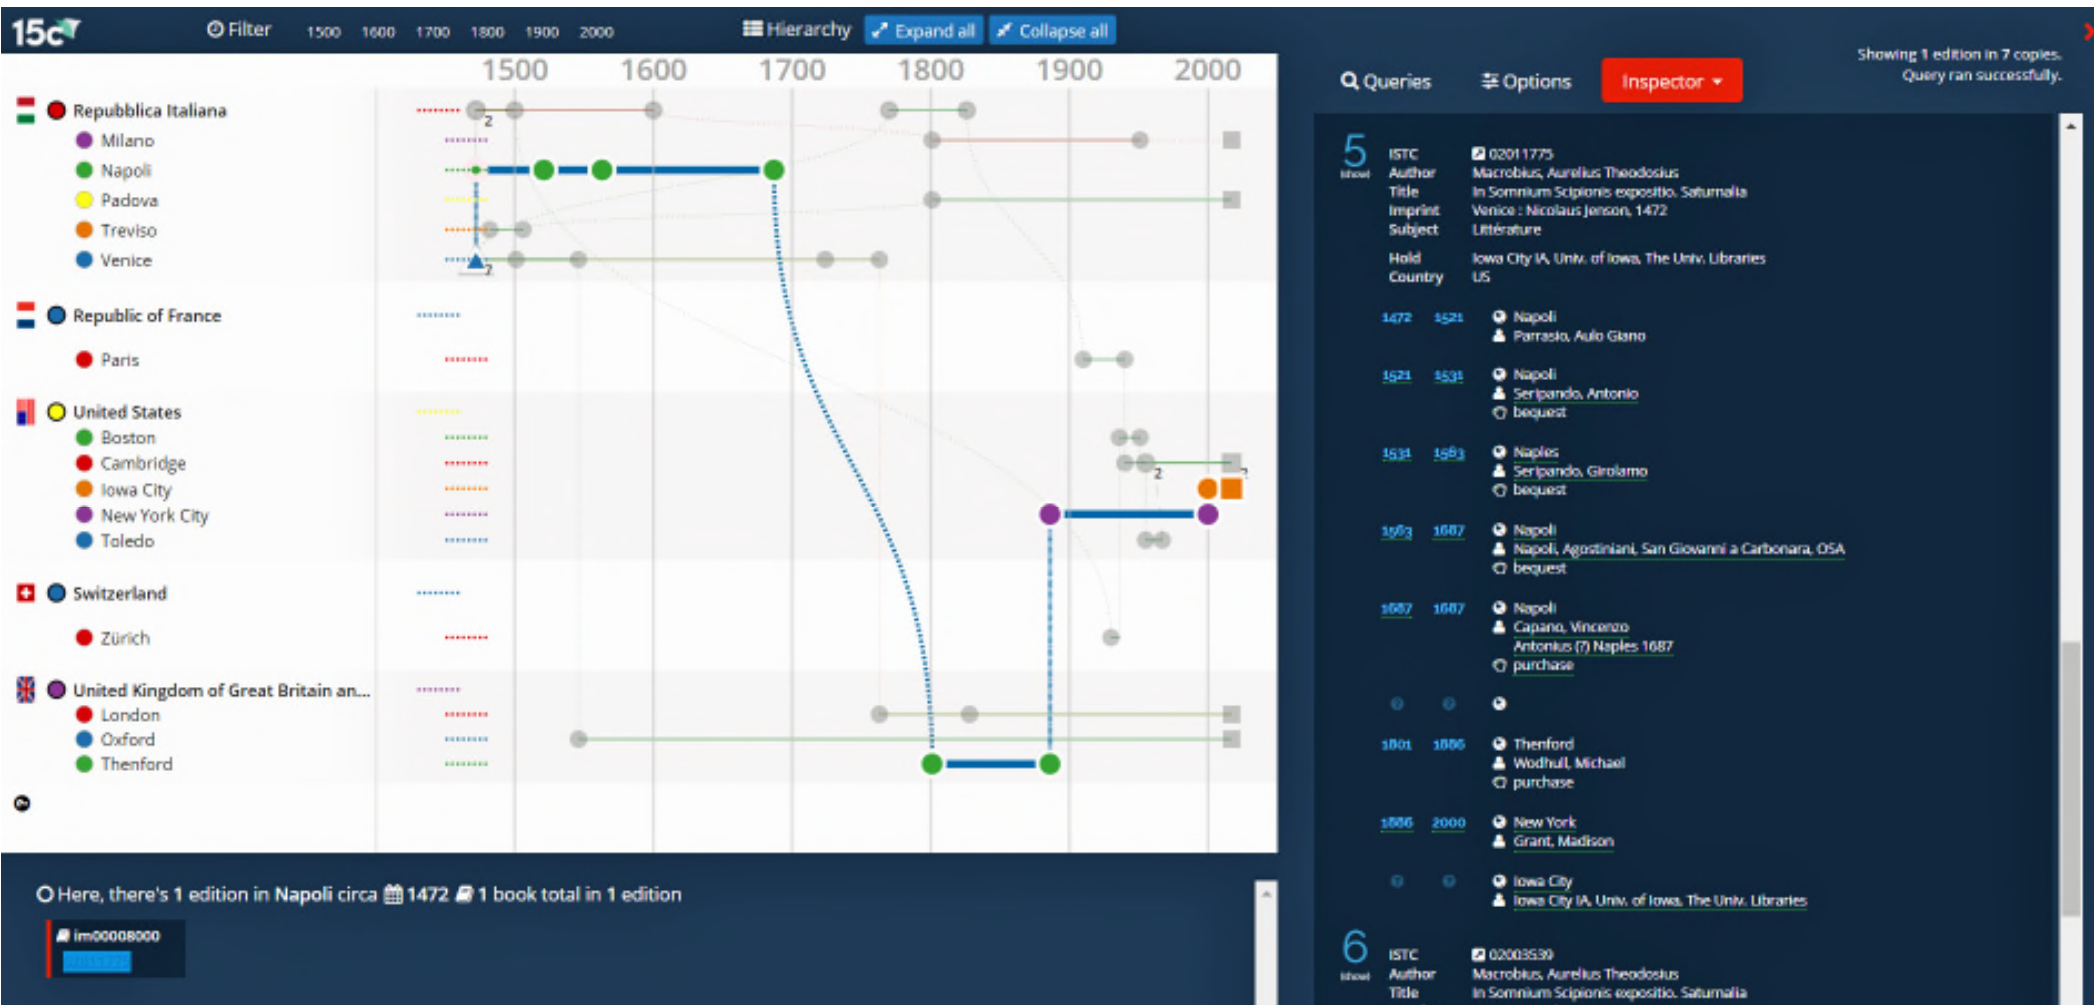 15c
Filter 1500 1600 1700 1800 1900 2000
Hierarchy Expand all Collapse all
1500 1600 1700 1800 1900 2000
Repubblica Italiana
2
Milano
Napoli
Padova
Treviso
Venice
7
Republic of France
Paris
United States
Boston
Cambridge
2
Iowa City
New York City
Toledo
Switzerland
Zürich
United Kingdom of Great Britain an...
London
Oxford
Thenford
Here, there's 1 edition in Napoli circa 1472 1 book total in 1 edition
im00008000
02011775
Showing 1 edition in 7 copies.
Query ran successfully.
Queries Options Inspector
5
(show)
ISTC 02011775
Author Macrobius, Aurelius Theodosius
Title In Somnium Scipionis expositio. Saturnalia
Imprint Venice : Nicolaus Jenson, 1472
Subject Littérature
Hold Iowa City IA, Univ. of Iowa, The Univ. Libraries
Country US
1472 1521 Napoli
Parrasio, Aulo Giano
1521 1531 Napoli
Seripando, Antonio
bequest
1531 1563 Naples
Seripando, Girolamo
bequest
1563 1687 Napoli
Napoli, Agostiniani, San Giovanni a Carbonara, OSA
bequest
1687 1687 Napoli
Capano, Vincenzo
Antonius (?) Naples 1687
purchase
1801 1886 Thenford
Wodhull, Michael
purchase
1886 2000 New York
Grant, Madison
Iowa City
Iowa City IA, Univ. of Iowa, The Univ. Libraries
6
(show)
ISTC 02003539
Author Macrobius, Aurelius Theodosius
Title In Somnium Scipionis expositio. Saturnalia